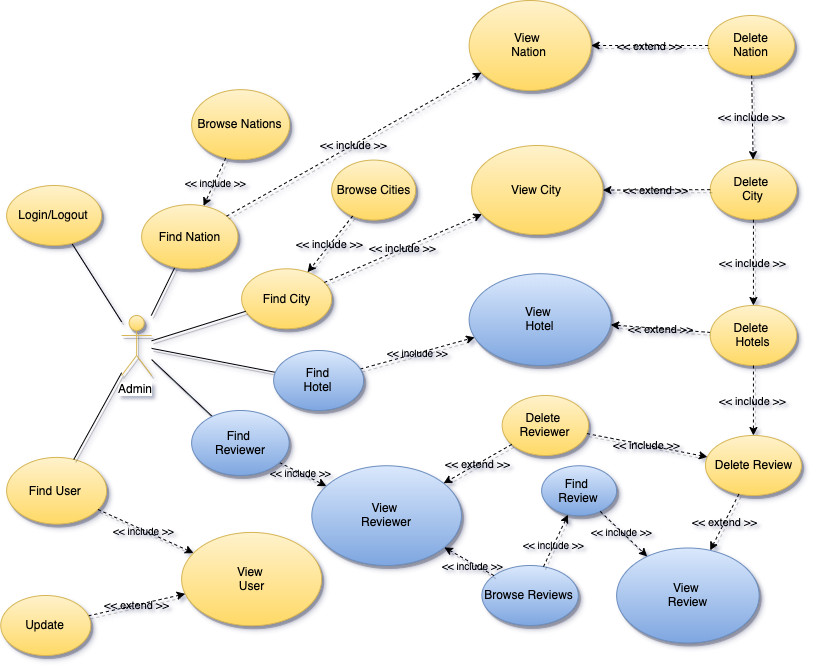 View
Nation
<< extend >>
Delete
Nation
<< include >>
Browse Nations
<< include >>
<< include >>
Browse Cities
View City
<< extend >>
Delete
City
Login/Logout
Find Nation
<< include >>
<< include >>
<< include >>
Find City
View
Hotel
<< extend >>
Delete
Hotels
<< include >>
Find
Hotel
Admin
<< include >>
Delete
Reviewer
Find
Reviewer
<< include >>
<< include >>
<< extend >>
Delete Review
Find User
Find
Review
View
Reviewer
<< include >>
<< include >>
<< extend >>
<< include >>
<< include >>
View
User
Browse Reviews
View
Review
<< extend >>
Update